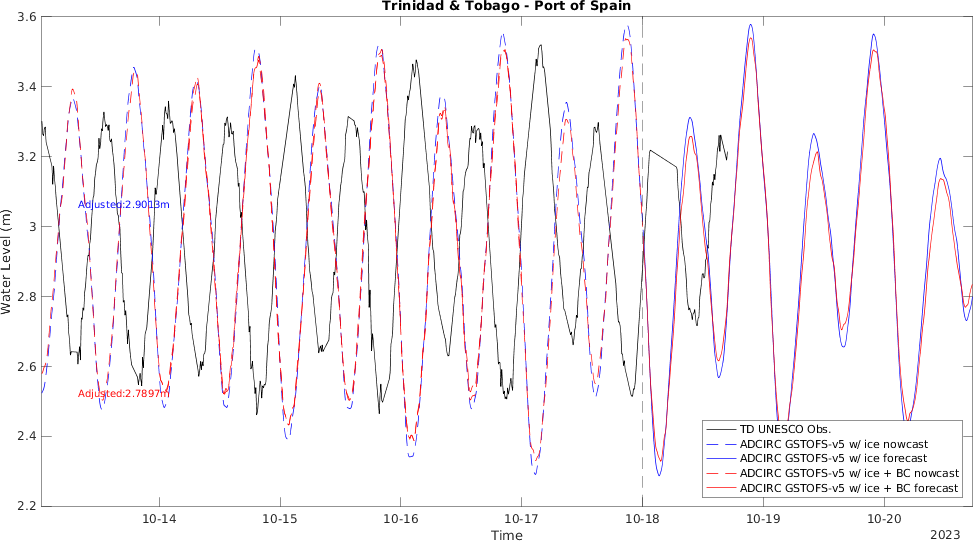 Trinidad & Tobago - Port of Spain
3.6
3.4
3.2
3
2.8
2.6
2.4
2.2
Water Level (m)
Adjusted:2.9013m
Adjusted:2.7897m
TD UNESCO Obs.
ADCIRC GSTOFS-v5 w/ ice nowcast
ADCIRC GSTOFS-v5 w/ ice forecast
ADCIRC GSTOFS-v5 w/ ice + BC nowcast
ADCIRC GSTOFS-v5 w/ ice + BC forecast
10-14 10-15 10-16 10-17 10-18 10-19 10-20
Time
2023